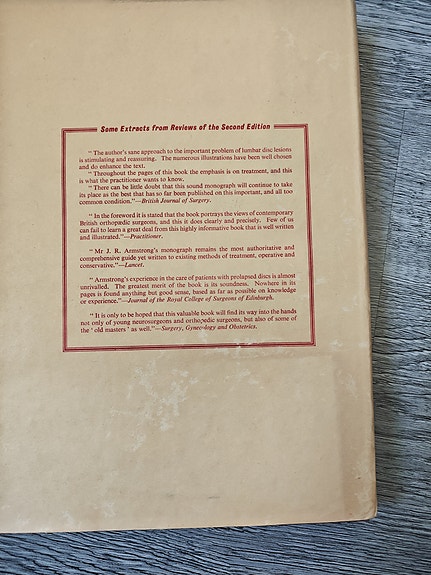 Some Extracts from Reviews of the Second Edition
" The author's sane approach to the important problem of lumbar disc lesions
is stimulating and reassuring. The numerous illustrations have been well chosen
and do enhance the text.
" Throughout the pages of this book the emphasis is on treatment, and this
is what the practitioner wants to know.
" There can be little doubt that this sound monograph will continue to take
its place as the best that has so far been published on this important, and all too
common condition."—British Journal of Surgery.
" In the foreword it is stated that the book portrays the views of contemporary
British orthopædic surgeons, and this it does clearly and precisely. Few of us
can fail to learn a great deal from this highly informative book that is well written
and illustrated."—Practitioner.
" Mr J. R. Armstrong's monograph remains the most authoritative and
comprehensive guide yet written to existing methods of treatment, operative and
conservative."—Lancet.
" Armstrong's experience in the care of patients with prolapsed discs is almost
unrivalled. The greatest merit of the book is its soundness. Nowhere in its
pages is found anything but good sense, based as far as possible on knowledge
or experience."—Journal of the Royal College of Surgeons of Edinburgh.
" It is only to be hoped that this valuable book will find its way into the hands
not only of young neurosurgeons and orthopedic surgeons, but also of some of
the ' old masters ' as well."—Surgery, Gynecology and Obstetrics.